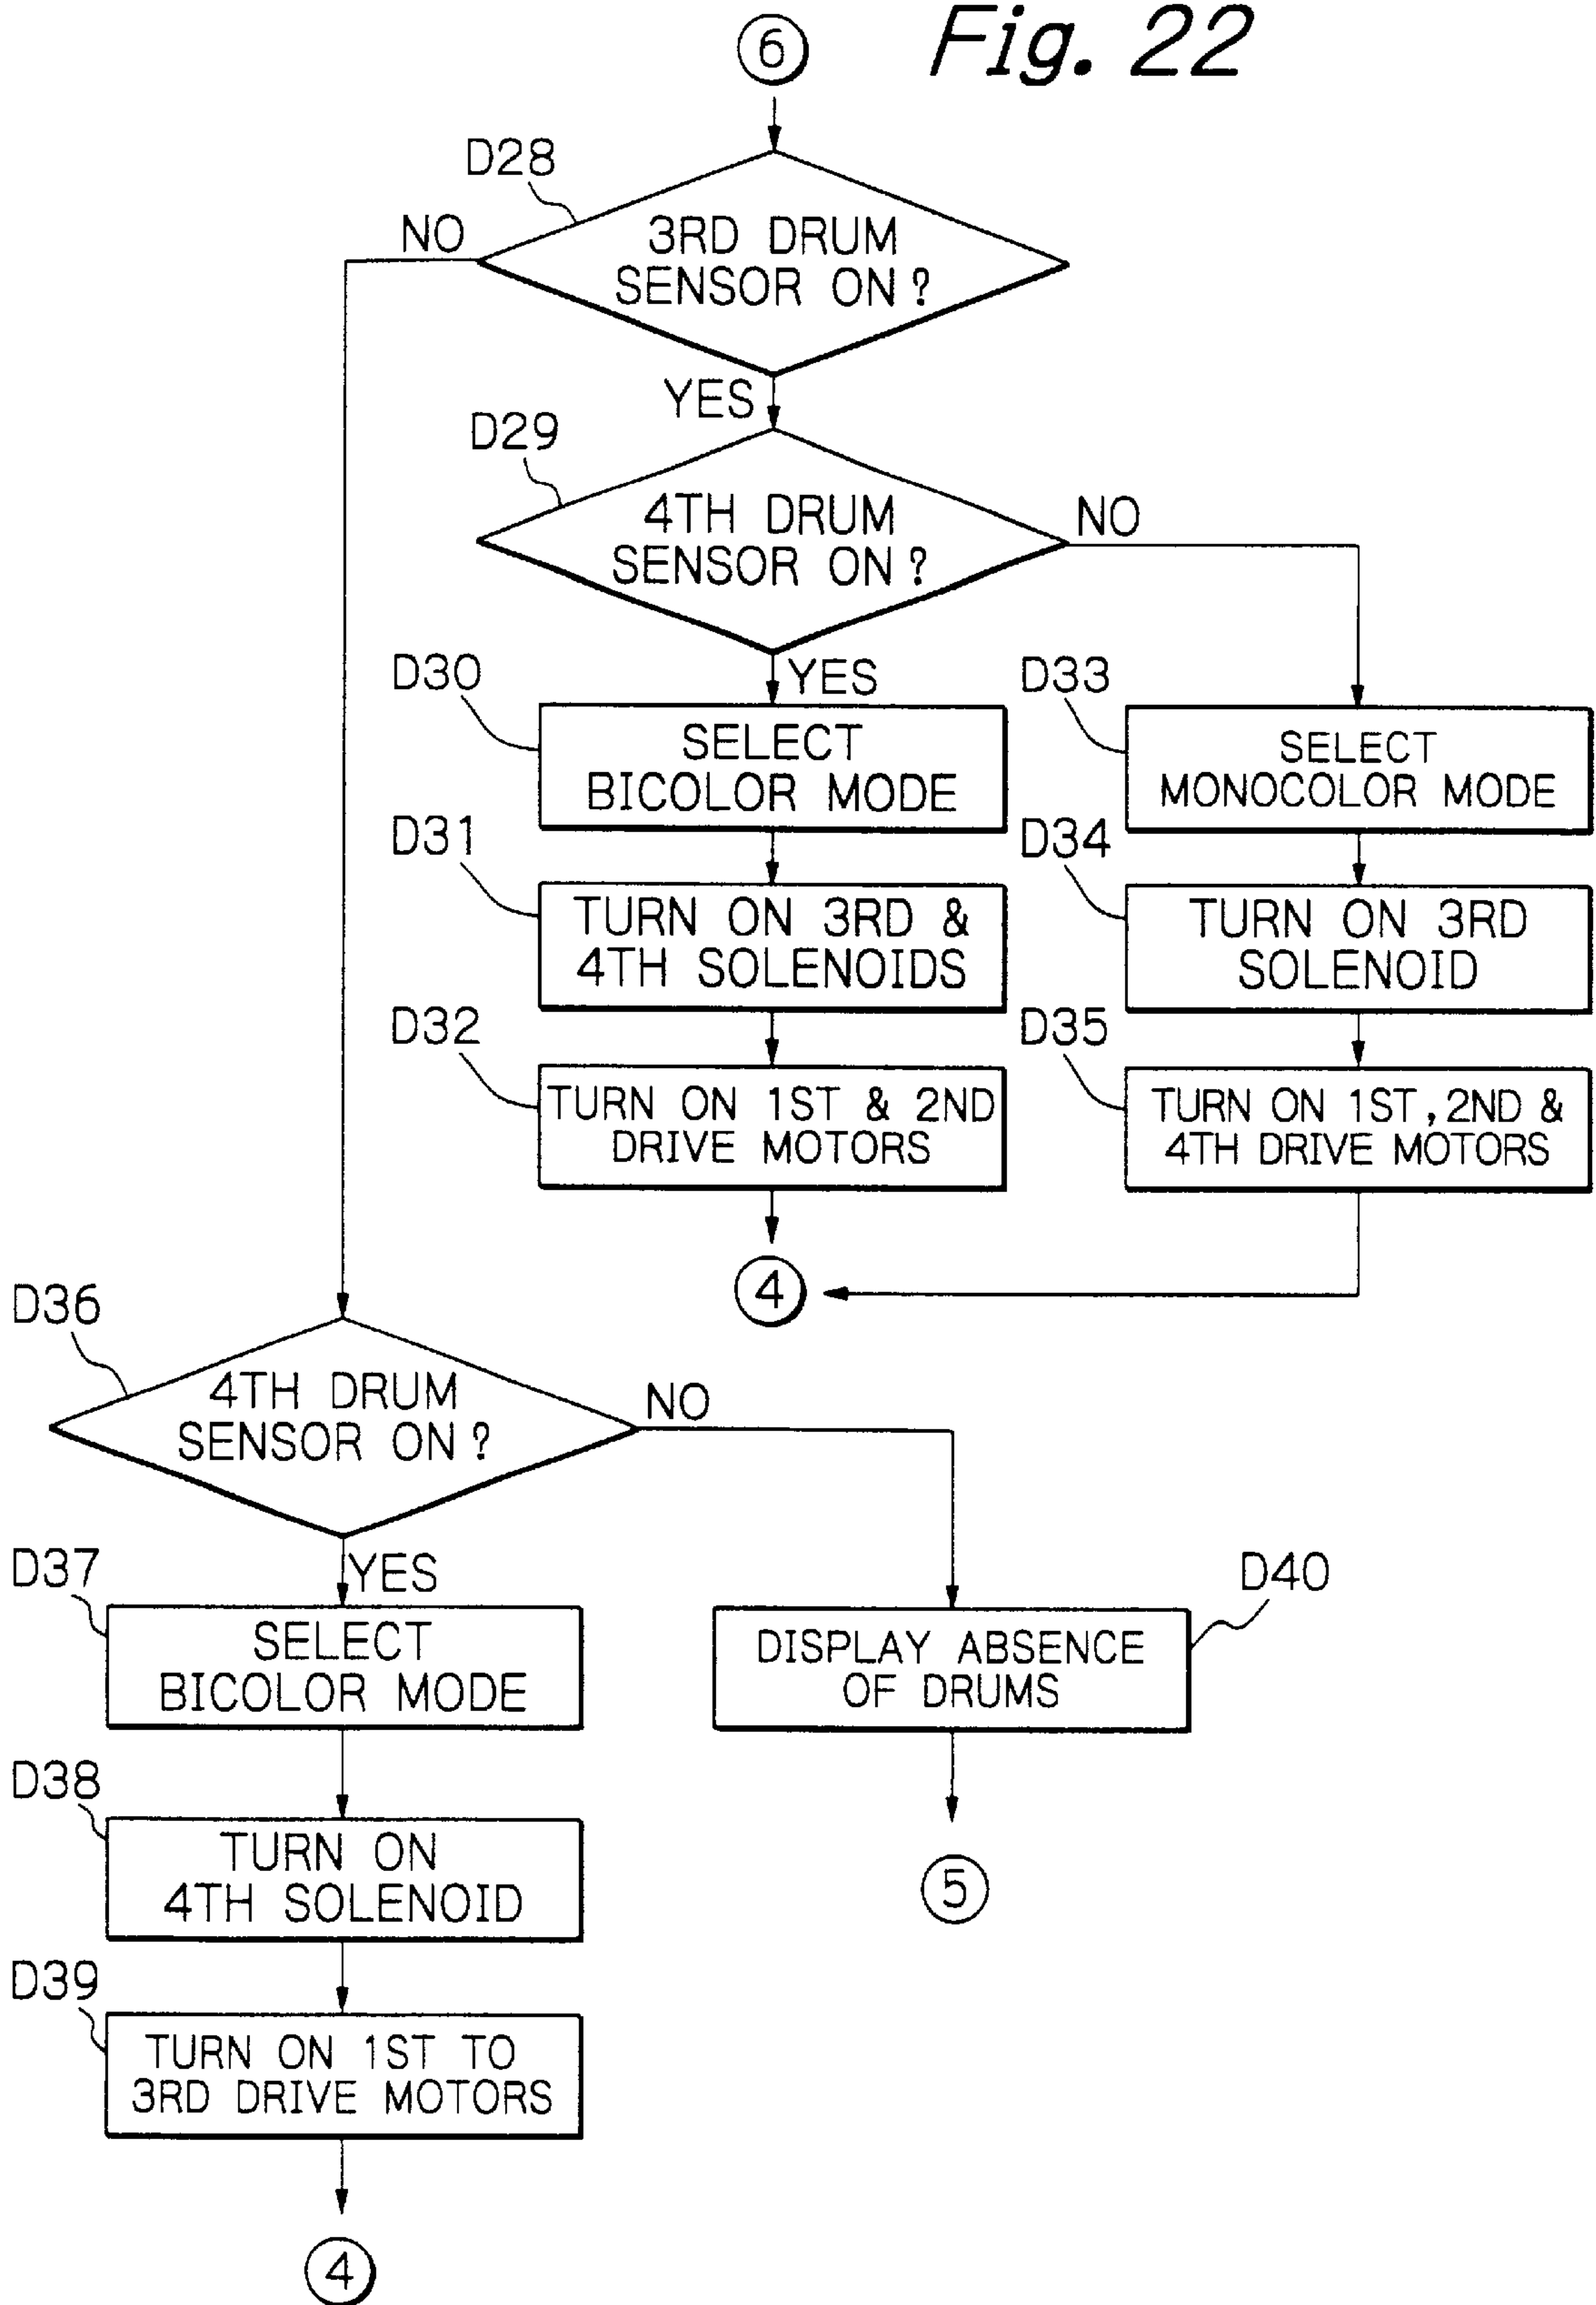 6
Fig. 22
D28
NO
3RD DRUM
SENSOR ON?
YES
D29
4TH DRUM
SENSOR ON?
NO
YES
D30
SELECT
BICOLOR MODE
D33
SELECT
MONOCOLOR MODE
D31
TURN ON 3RD &
4TH SOLENOIDS
D34
TURN ON 3RD
SOLENOID
D32
TURN ON 1ST & 2ND
DRIVE MOTORS
D35
TURN ON 1ST, 2ND &
4TH DRIVE MOTORS
4
D36
4TH DRUM
SENSOR ON?
NO
YES
D37
SELECT
BICOLOR MODE
D40
DISPLAY ABSENCE
OF DRUMS
D38
TURN ON
4TH SOLENOID
5
D39
TURN ON 1ST TO
3RD DRIVE MOTORS
4